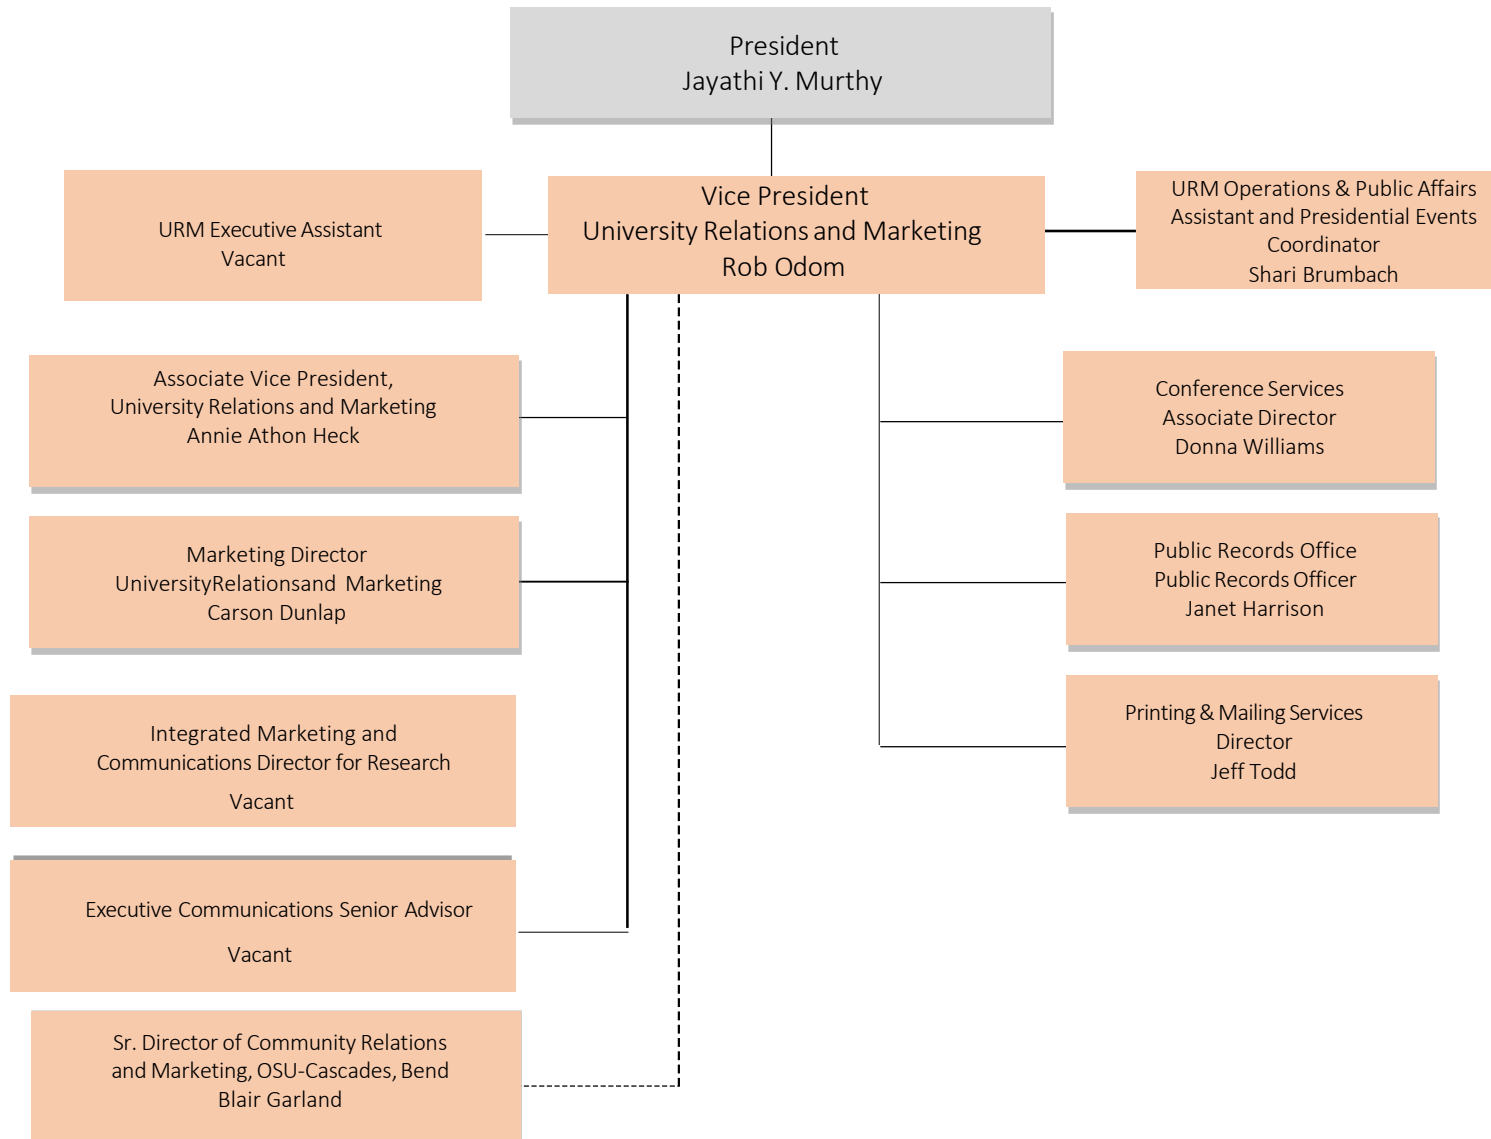 President
Jayathi Y. Murthy
URM Executive Assistant
Vacant
Vice President
University Relations and Marketing
Rob Odom
URM Operations & Public Affairs
Assistant and Presidential Events
Coordinator
Shari Brumbach
Associate Vice President,
University Relations and Marketing
Annie Athon Heck
Conference Services
Associate Director
Donna Williams
Marketing Director
UniversityRelationsand Marketing
Carson Dunlap
Public Records Office
Public Records Officer
Janet Harrison
Integrated Marketing and
Communications Director for Research
Vacant
Printing & Mailing Services
Director
Jeff Todd
Executive Communications Senior Advisor
Vacant
Sr. Director of Community Relations
and Marketing, OSU-Cascades, Bend
Blair Garland